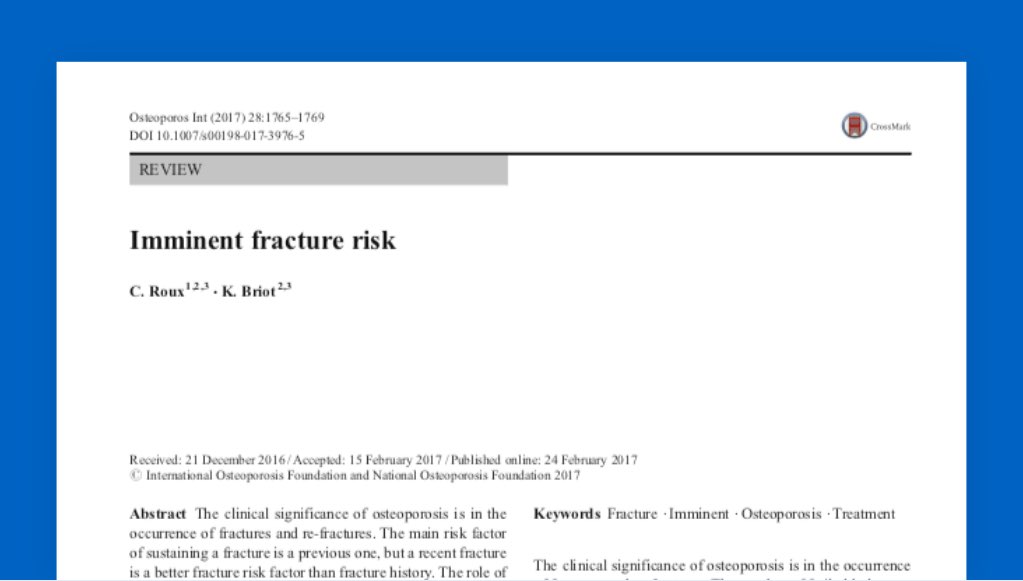 Osteoporos Int (2017) 28:1765–1769
DOI 10.1007/s00198-017-3976-5
CrossMark
REVIEW
Imminent fracture risk
C. Roux1,2,3 · K. Briot2,3
Received: 21 December 2016 / Accepted: 15 February 2017 / Published online: 24 February 2017
© International Osteoporosis Foundation and National Osteoporosis Foundation 2017
Abstract The clinical significance of osteoporosis is in the
occurrence of fractures and re-fractures. The main risk factor
of sustaining a fracture is a previous one, but a recent fracture
is a better fracture risk factor than fracture history. The role of
Keywords Fracture · Imminent · Osteoporosis · Treatment
The clinical significance of osteoporosis is in the occurrence